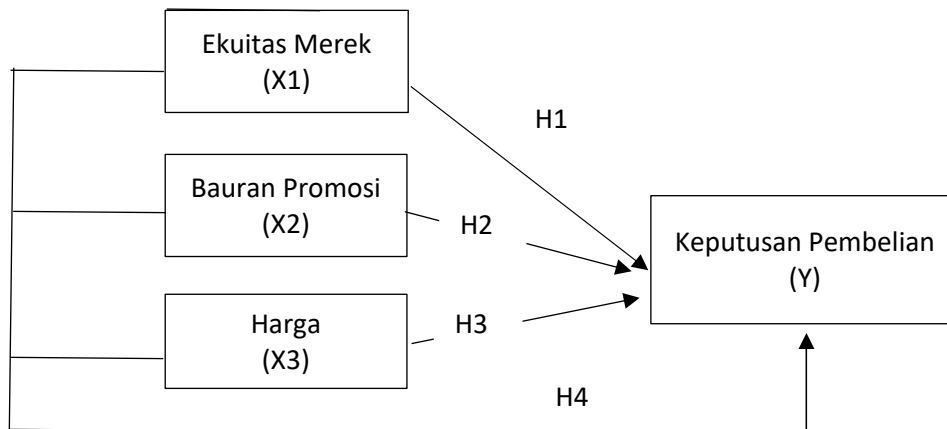 Ekuitas Merek
(X1)
H1
Bauran Promosi
(X2)
H2
Keputusan Pembelian
(Y)
Harga
(X3)
H3
H4